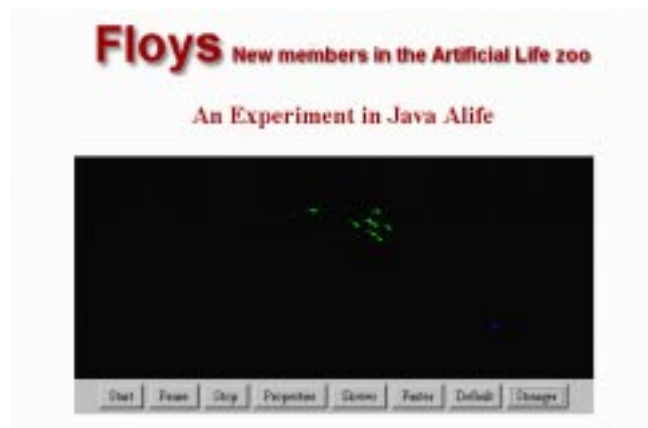 Floys New members in the Artificial Life zoo
An Experiment in Java Alife
Start Pause Stop Properties Slower Faster Default Stranger